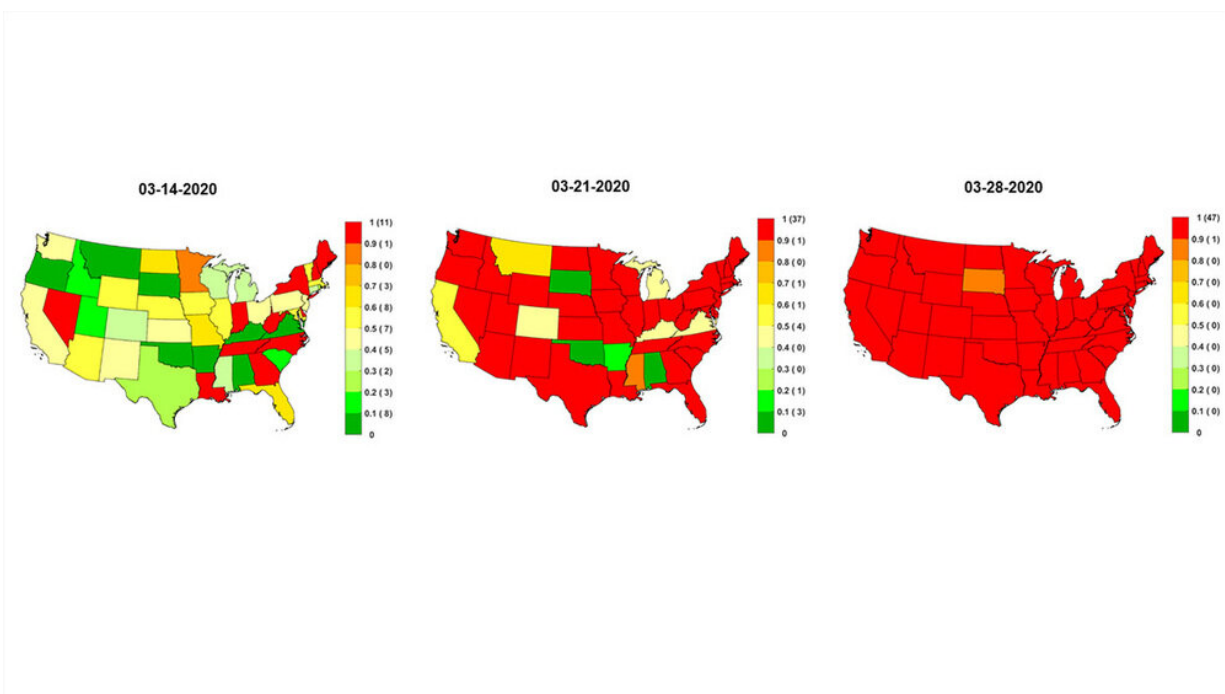 03-14-2020
1 (11)
0.9 ( 1)
0.8 ( 0)
0.7 ( 3)
0.6 ( 8)
0.5 ( 7)
0.4 ( 5)
0.3 ( 2)
0.2 ( 3)
0.1 ( 8)
0
03-21-2020
1 (37)
0.9 ( 1)
0.8 ( 0)
0.7 ( 1)
0.6 ( 1)
0.5 ( 4)
0.4 ( 0)
0.3 ( 0)
0.2 ( 1)
0.1 ( 3)
0
03-28-2020
1 (47)
0.9 ( 1)
0.8 ( 0)
0.7 ( 0)
0.6 ( 0)
0.5 ( 0)
0.4 ( 0)
0.3 ( 0)
0.2 ( 0)
0.1 ( 0)
0